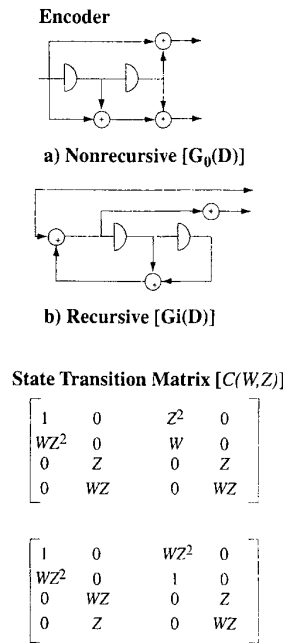 Encoder
a) Nonrecursive [G₀(D)]
b) Recursive [Gi(D)]
State Transition Matrix [C(W,Z)]
1 0 Z² 0
WZ² 0 W 0
0 Z 0 Z
0 WZ 0 WZ
1 0 WZ² 0
WZ² 0 1 0
0 WZ 0 Z
0 Z 0 WZ